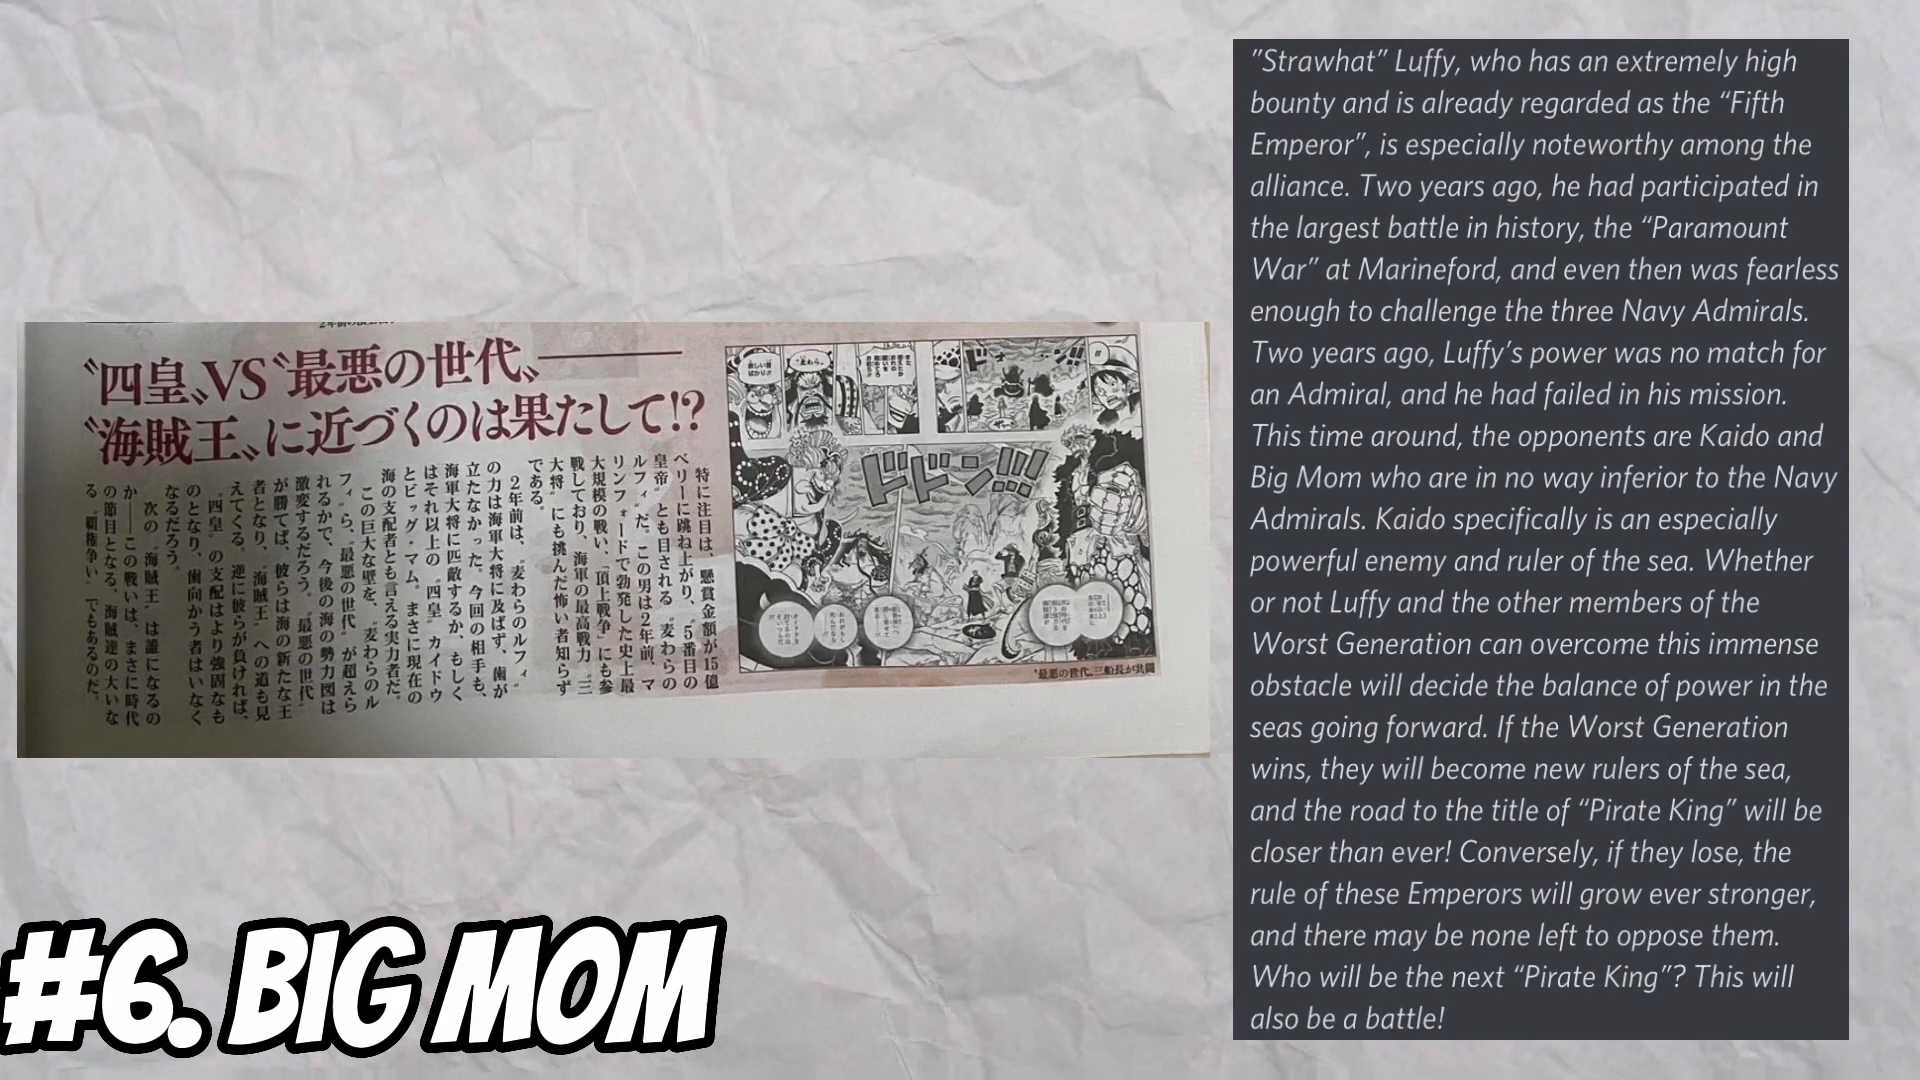 〝四皇〟VS〝最悪の世代〟――
〝海賊王〟に近づくのは果たして!?
特に注目は、懸賞金額が15億
ベリーに跳ね上がり、〝5番目の
皇帝〟とも目される〝麦わらの
ルフィ〟だ。この男は2年前、マ
リンフォードで勃発した史上最
大規模の戦い、「頂上戦争」にも参
戦しており、海軍の最高戦力〝三
大将〟にも挑んだ怖い者知らず
である。
2年前は、〝麦わらのルフィ〟
の力は海軍大将に及ばず、歯が
立たなかった。今回の相手も、
海軍大将に匹敵するか、もしく
はそれ以上の〝四皇〟カイドウ
とビッグ・マム。まさに現在の
海の支配者とも言える実力者だ。
この巨大な壁を、〝麦わらのル
フィ〟ら、〝最悪の世代〟が超えら
れるかで、今後の海の勢力図は
激変するだろう。〝最悪の世代〟
が勝てば、彼らは海の新たな王
者となり、〝海賊王〟への道も見
えてくる。逆に彼らが負ければ、
〝四皇〟の支配はより強固なも
のとなり、歯向かう者はいなく
なるだろう。
次の〝海賊王〟は誰になるの
か――この戦いは、まさに時代
の節目となる、海賊達の大いな
る〝覇権争い〟でもあるのだ。
麦わら。
ドドン!!!
〝最悪の世代〟三船長が共闘
"Strawhat" Luffy, who has an extremely high
bounty and is already regarded as the “Fifth
Emperor”, is especially noteworthy among the
alliance. Two years ago, he had participated in
the largest battle in history, the “Paramount
War” at Marineford, and even then was fearless
enough to challenge the three Navy Admirals.
Two years ago, Luffy’s power was no match for
an Admiral, and he had failed in his mission.
This time around, the opponents are Kaido and
Big Mom who are in no way inferior to the Navy
Admirals. Kaido specifically is an especially
powerful enemy and ruler of the sea. Whether
or not Luffy and the other members of the
Worst Generation can overcome this immense
obstacle will decide the balance of power in the
seas going forward. If the Worst Generation
wins, they will become new rulers of the sea,
and the road to the title of “Pirate King” will be
closer than ever! Conversely, if they lose, the
rule of these Emperors will grow ever stronger,
and there may be none left to oppose them.
Who will be the next “Pirate King”? This will
also be a battle!
#6. BIG MOM